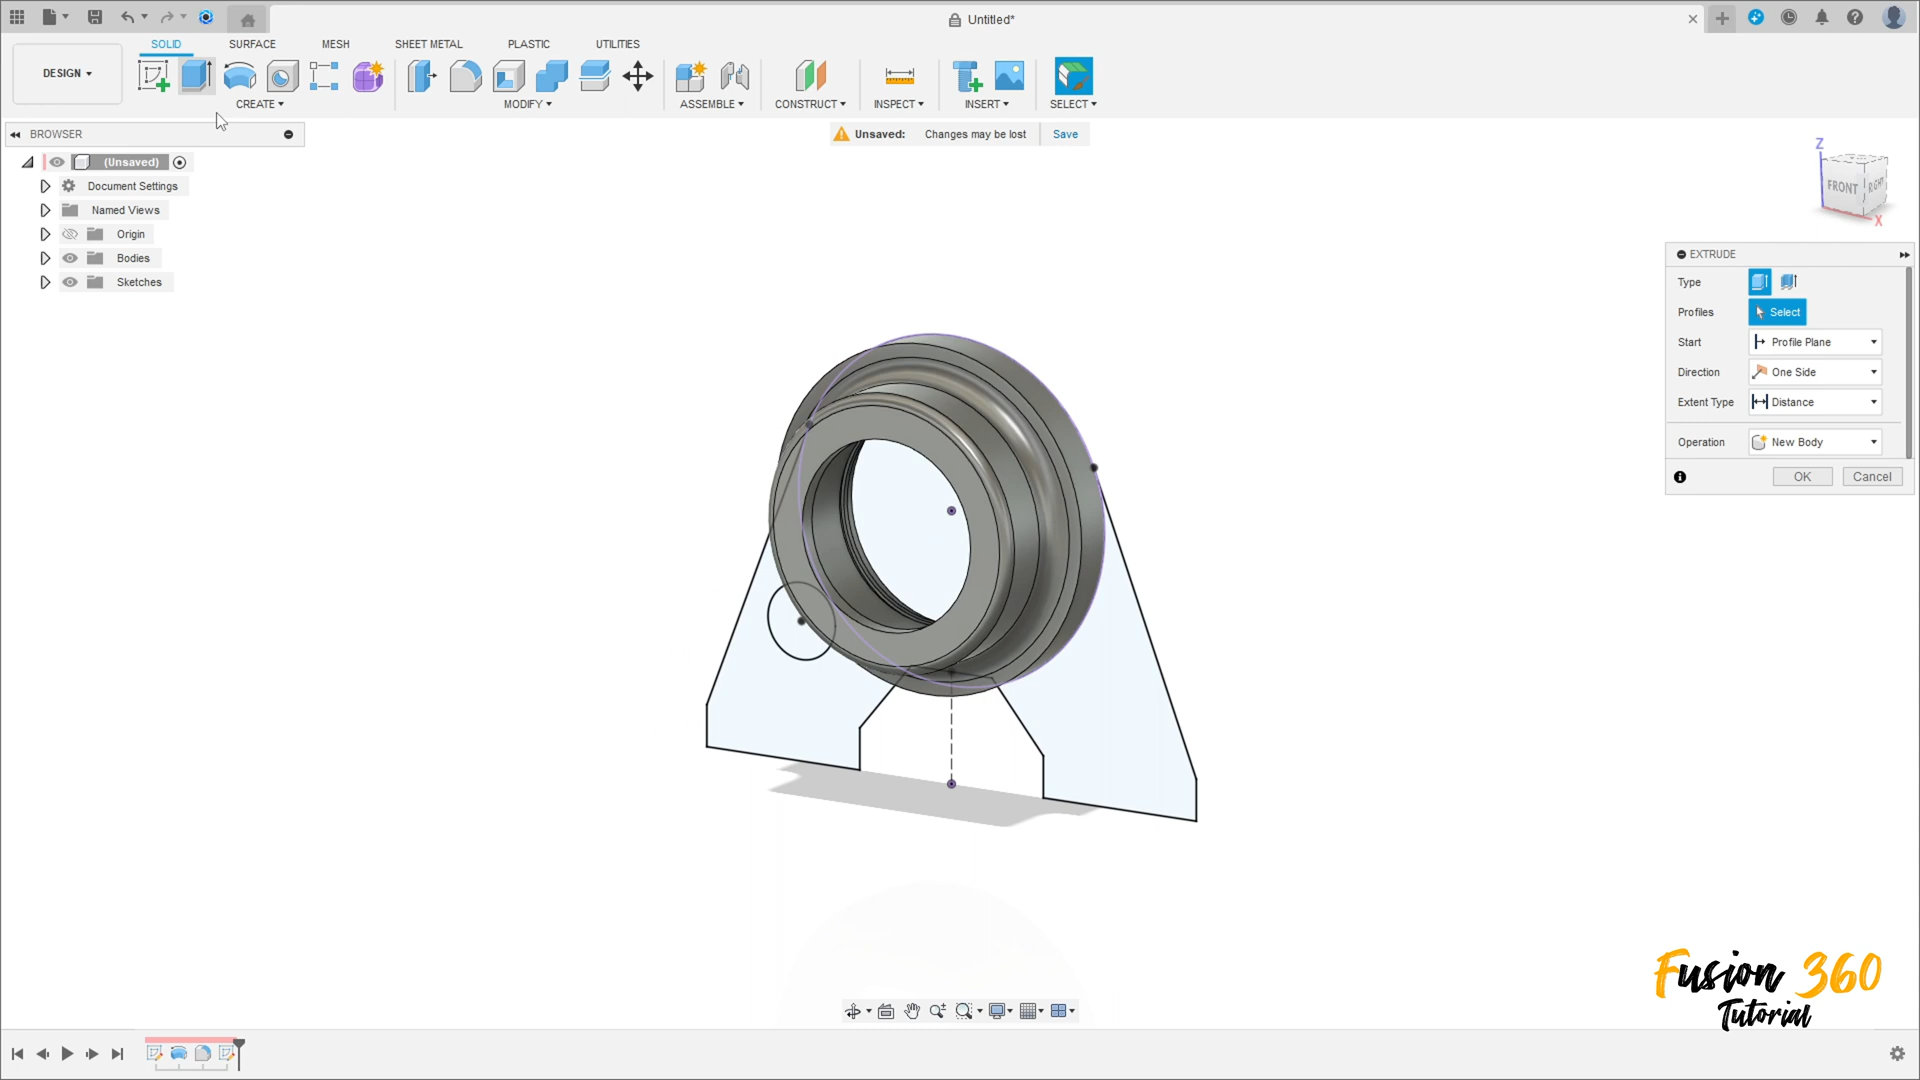 Untitled*
SOLID SURFACE MESH SHEET METAL PLASTIC UTILITIES
DESIGN
CREATE MODIFY ASSEMBLE CONSTRUCT INSPECT INSERT SELECT
BROWSER
Unsaved: Changes may be lost Save
(Unsaved)
Document Settings
Named Views
Origin
Bodies
Sketches
Z
FRONT RIGHT
X
EXTRUDE
Type
Profiles Select
Start Profile Plane
Direction One Side
Extent Type Distance
Operation New Body
OK Cancel
Fusion 360
Tutorial